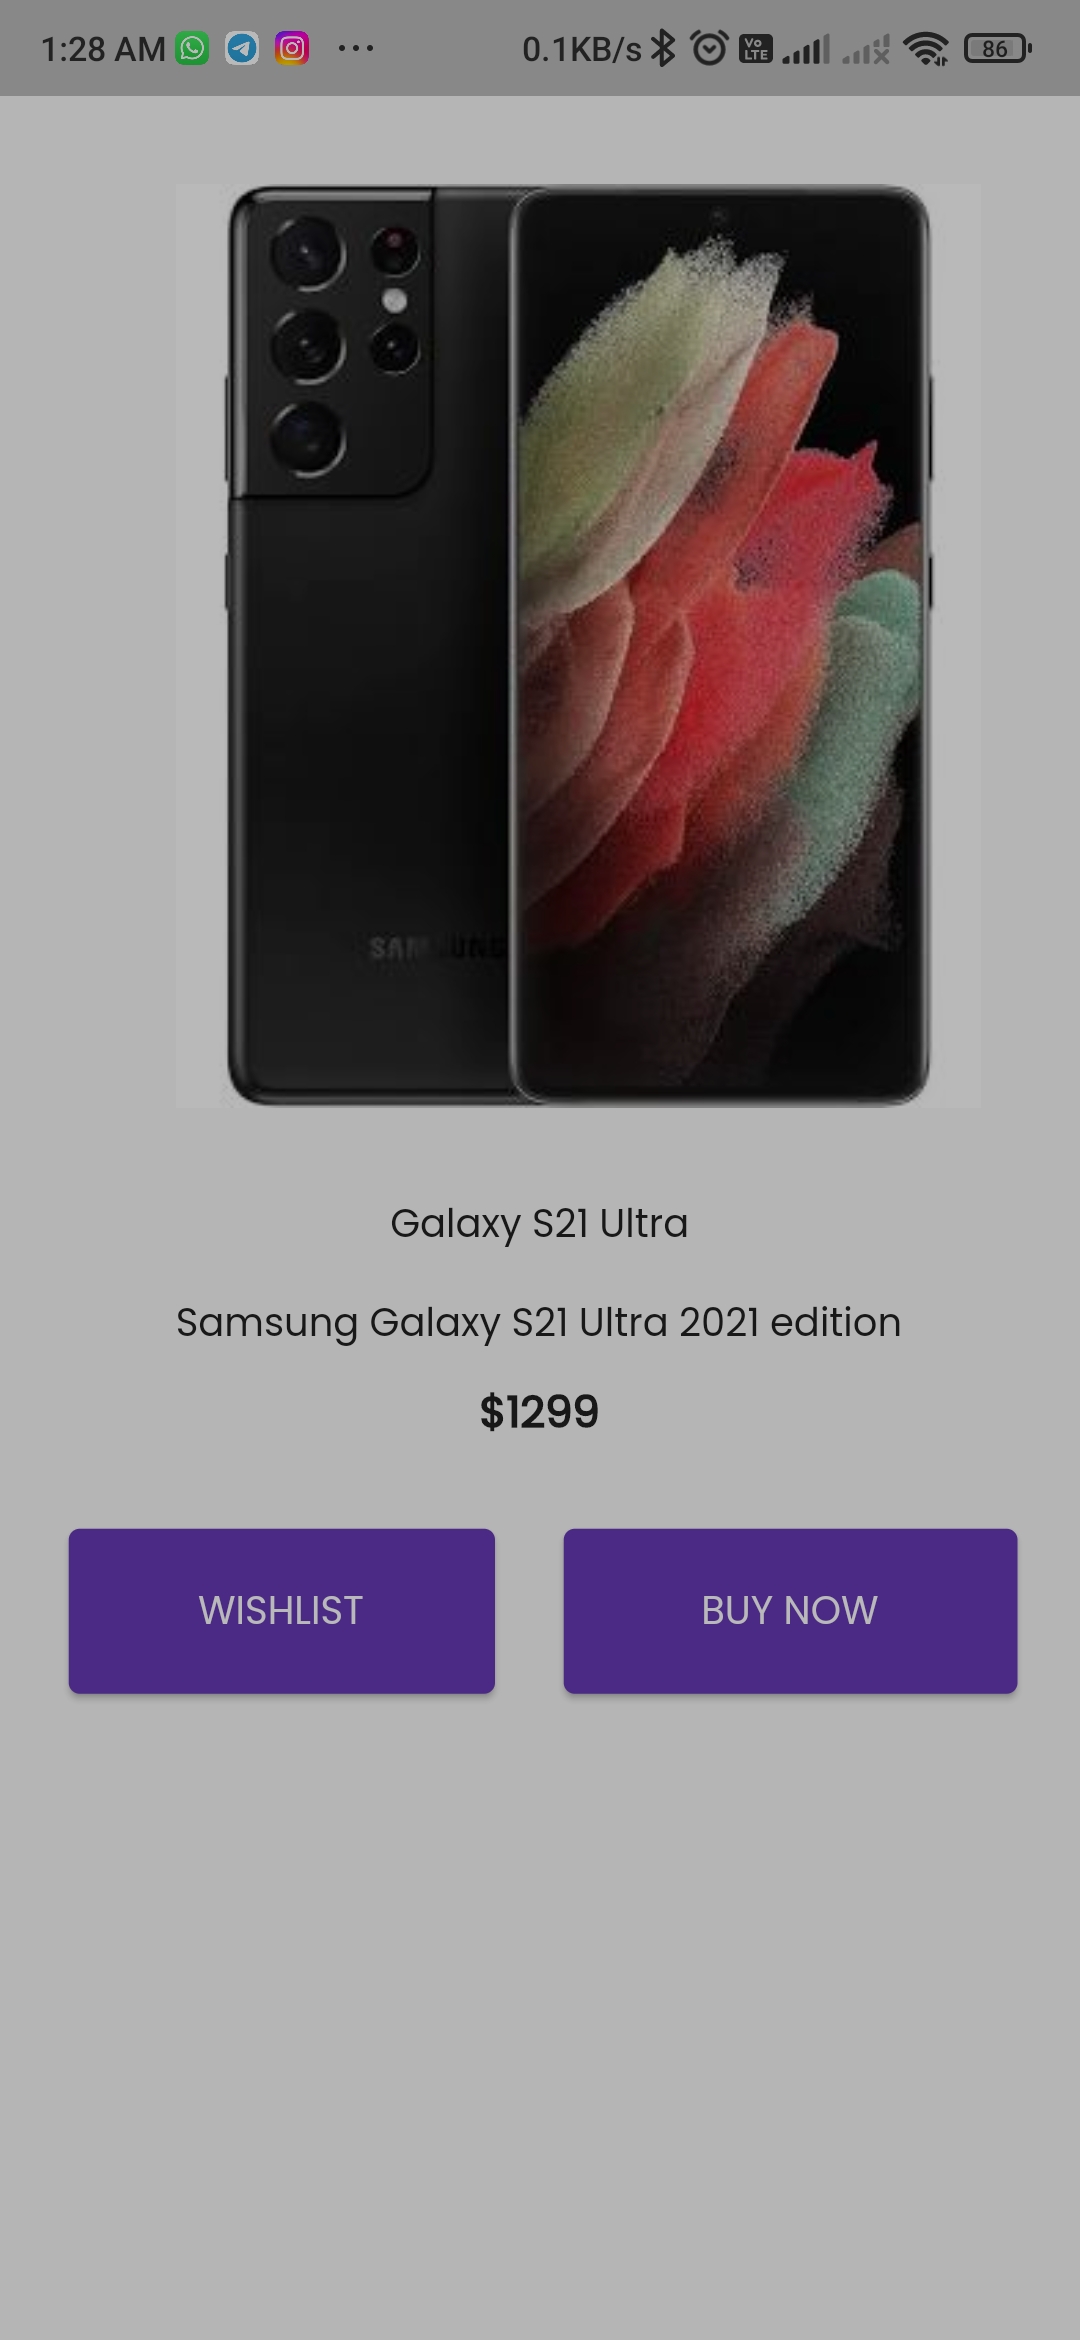 1:28 AM ... 0.1KB/s Vo LTE 86
SAMSUNG
Galaxy S21 Ultra
Samsung Galaxy S21 Ultra 2021 edition
$1299
WISHLIST BUY NOW